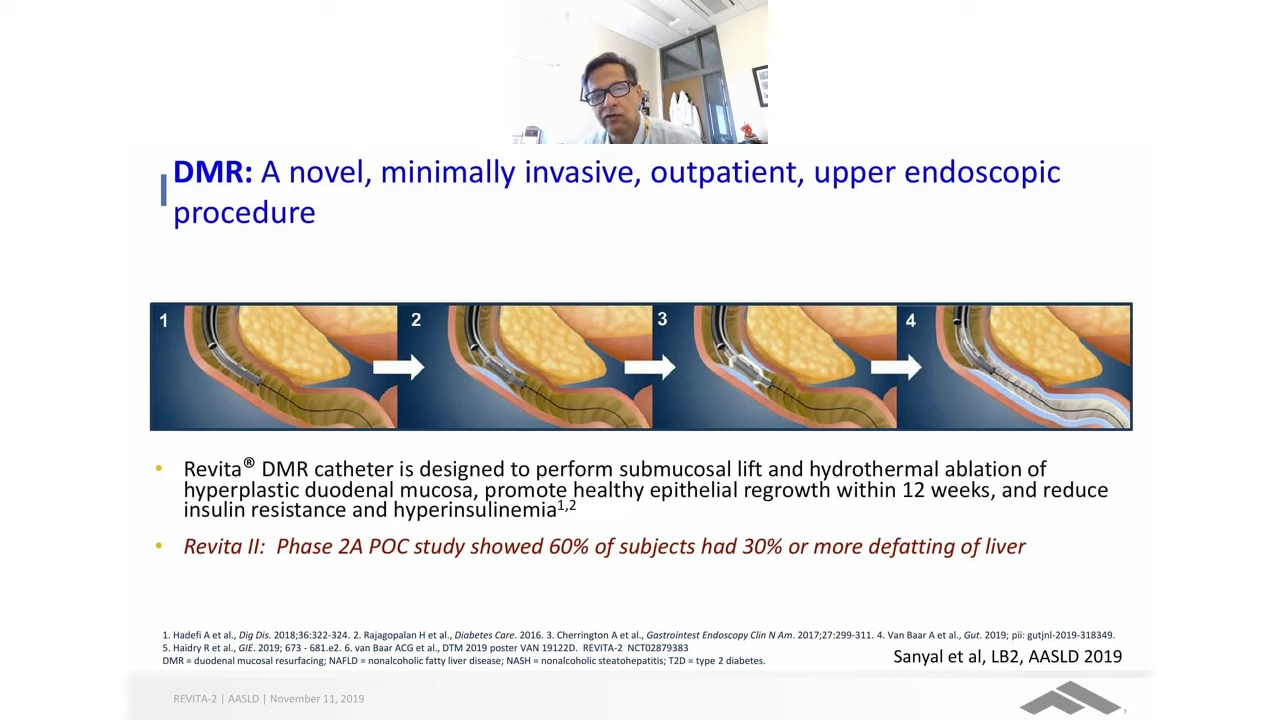 DMR: A novel, minimally invasive, outpatient, upper endoscopic
procedure
1
2
3
4
• Revita® DMR catheter is designed to perform submucosal lift and hydrothermal ablation of
hyperplastic duodenal mucosa, promote healthy epithelial regrowth within 12 weeks, and reduce
insulin resistance and hyperinsulinemia1,2
• Revita II: Phase 2A POC study showed 60% of subjects had 30% or more defatting of liver
1. Hadefi A et al., Dig Dis. 2018;36:322-324. 2. Rajagopalan H et al., Diabetes Care. 2016. 3. Cherrington A et al., Gastrointest Endoscopy Clin N Am. 2017;27:299-311. 4. Van Baar A et al., Gut. 2019; pii: gutjnl-2019-318349.
5. Haidry R et al., GIE. 2019; 673 - 681.e2. 6. van Baar ACG et al., DTM 2019 poster VAN 19122D. REVITA-2 NCT02879383
DMR = duodenal mucosal resurfacing; NAFLD = nonalcoholic fatty liver disease; NASH = nonalcoholic steatohepatitis; T2D = type 2 diabetes.
Sanyal et al, LB2, AASLD 2019
REVITA-2 | AASLD | November 11, 2019